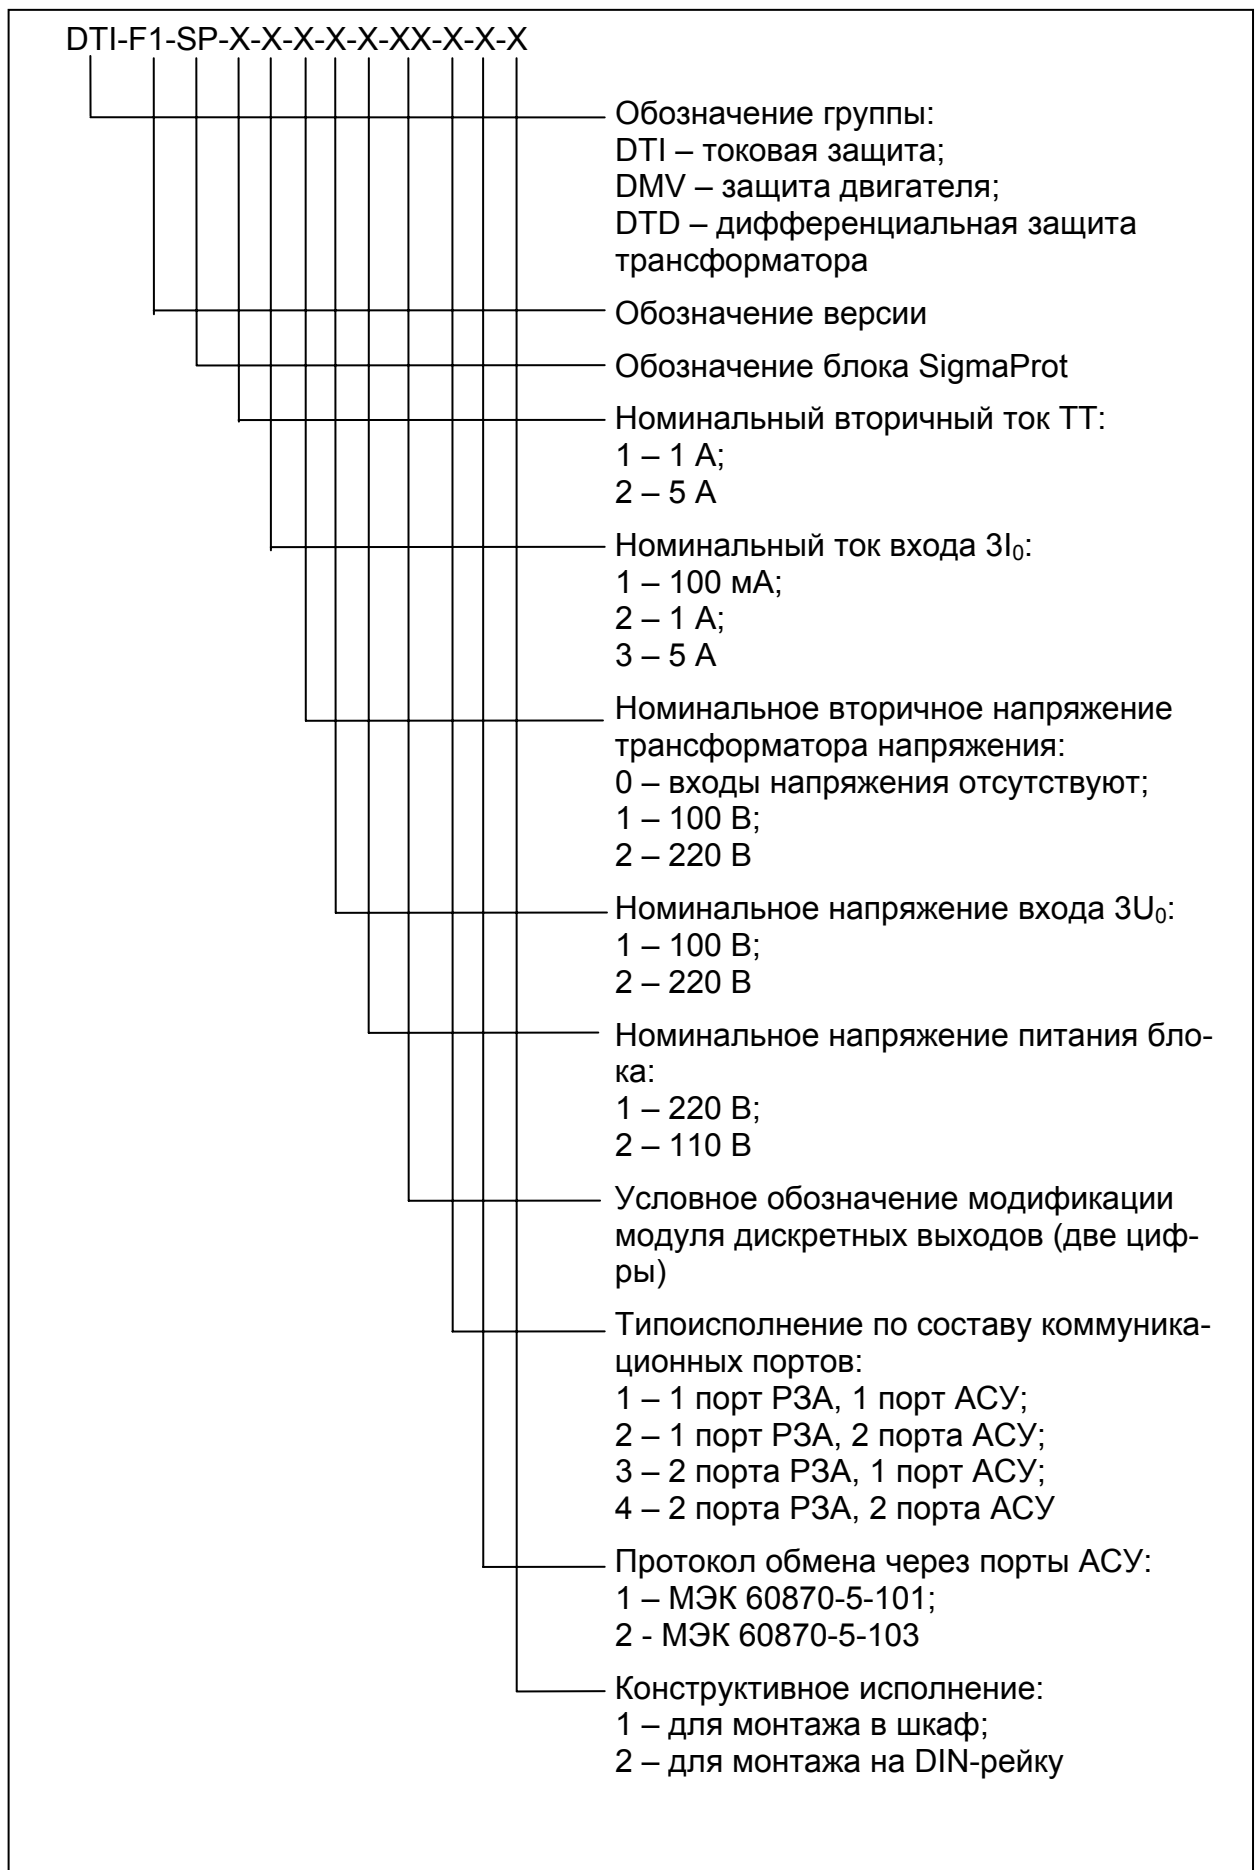 DTI-F1-SP-X-X-X-X-X-XX-X-X-X
Обозначение группы:
DTI – токовая защита;
DMV – защита двигателя;
DTD – дифференциальная защита
трансформатора
Обозначение версии
Обозначение блока SigmaProt
Номинальный вторичный ток ТТ:
1 – 1 А;
2 – 5 А
Номинальный ток входа 3I₀:
1 – 100 мА;
2 – 1 А;
3 – 5 А
Номинальное вторичное напряжение
трансформатора напряжения:
0 – входы напряжения отсутствуют;
1 – 100 В;
2 – 220 В
Номинальное напряжение входа 3U₀:
1 – 100 В;
2 – 220 В
Номинальное напряжение питания бло-
ка:
1 – 220 В;
2 – 110 В
Условное обозначение модификации
модуля дискретных выходов (две циф-
ры)
Типоисполнение по составу коммуника-
ционных портов:
1 – 1 порт РЗА, 1 порт АСУ;
2 – 1 порт РЗА, 2 порта АСУ;
3 – 2 порта РЗА, 1 порт АСУ;
4 – 2 порта РЗА, 2 порта АСУ
Протокол обмена через порты АСУ:
1 – МЭК 60870-5-101;
2 - МЭК 60870-5-103
Конструктивное исполнение:
1 – для монтажа в шкаф;
2 – для монтажа на DIN-рейку